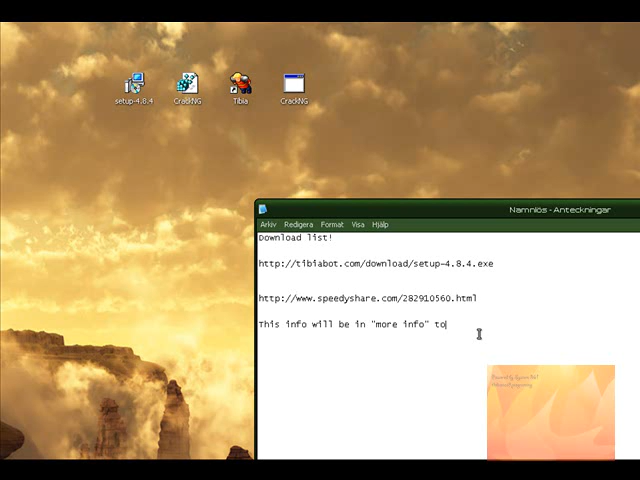 setup-4.8.4
CrackNG
Tibia
CrackNG
Namnlös - Anteckningar
Arkiv Redigera Format Visa Hjälp
Download list!
http://tibiabot.com/download/setup-4.8.4.exe
http://www.speedyshare.com/282910560.html
This info will be in "more info" to